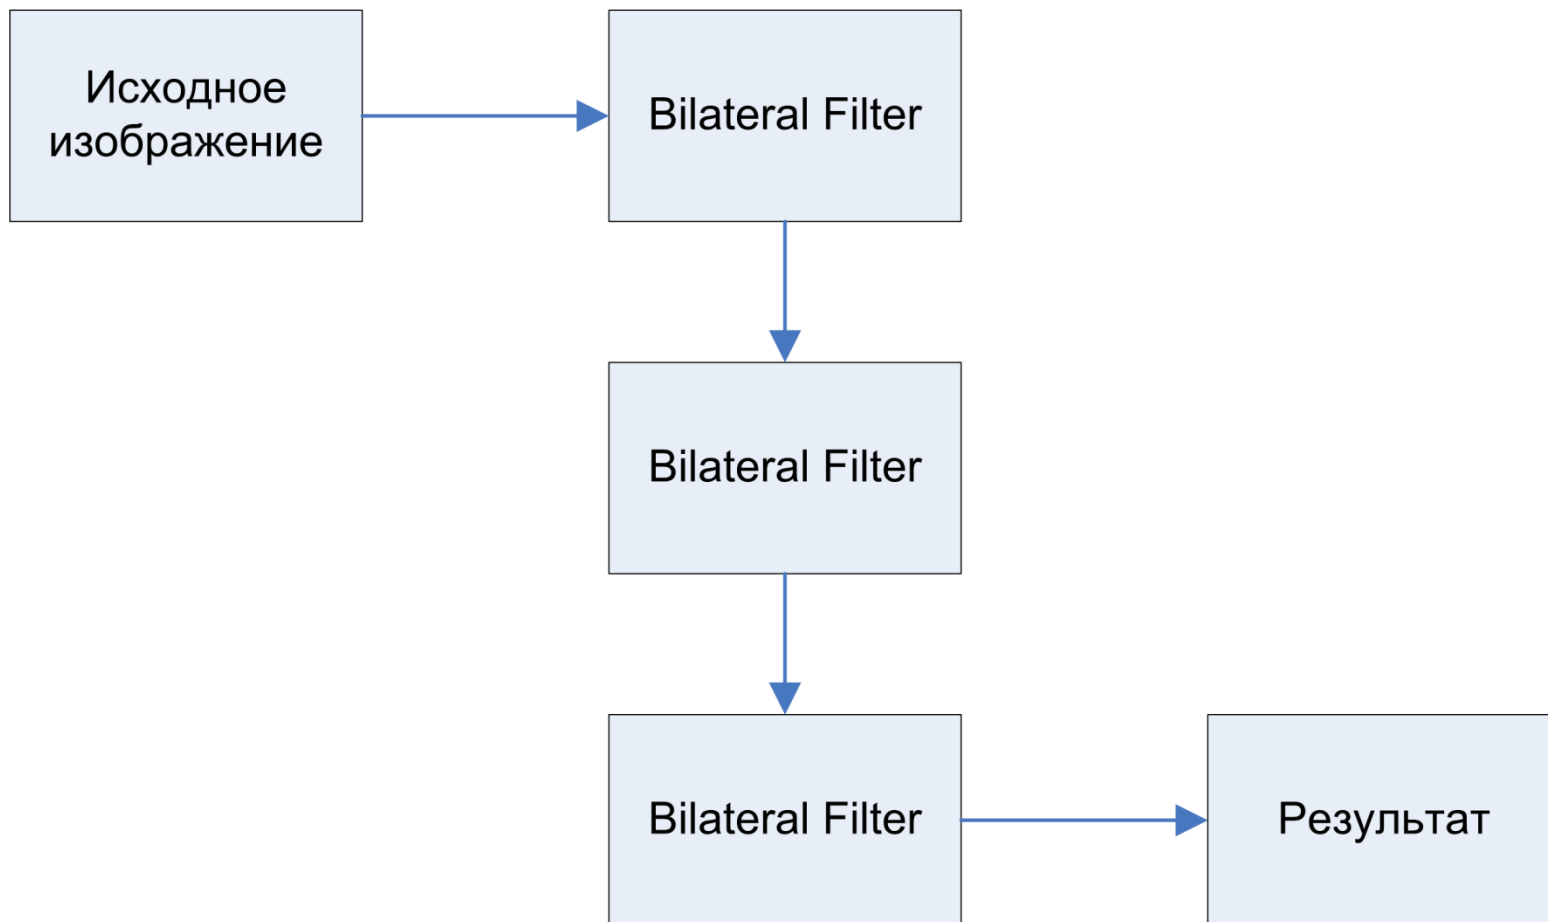 Исходное
изображение
Bilateral Filter
Bilateral Filter
Bilateral Filter
Результат